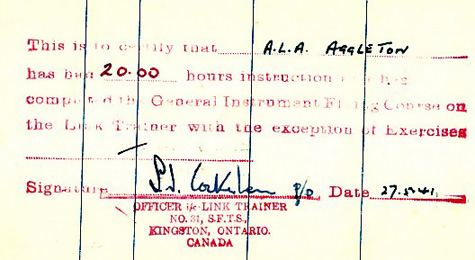 This is to certify that A.L.A. AGGLETON
has had 20.00 hours instruction and has
completed the General Instrument Flying Course on
the Link Trainer with the exception of Exercises
Signature P/O Date 27.5.41.
OFFICER i/c LINK TRAINER
NO. 31, S.F.T.S.
KINGSTON, ONTARIO.
CANADA